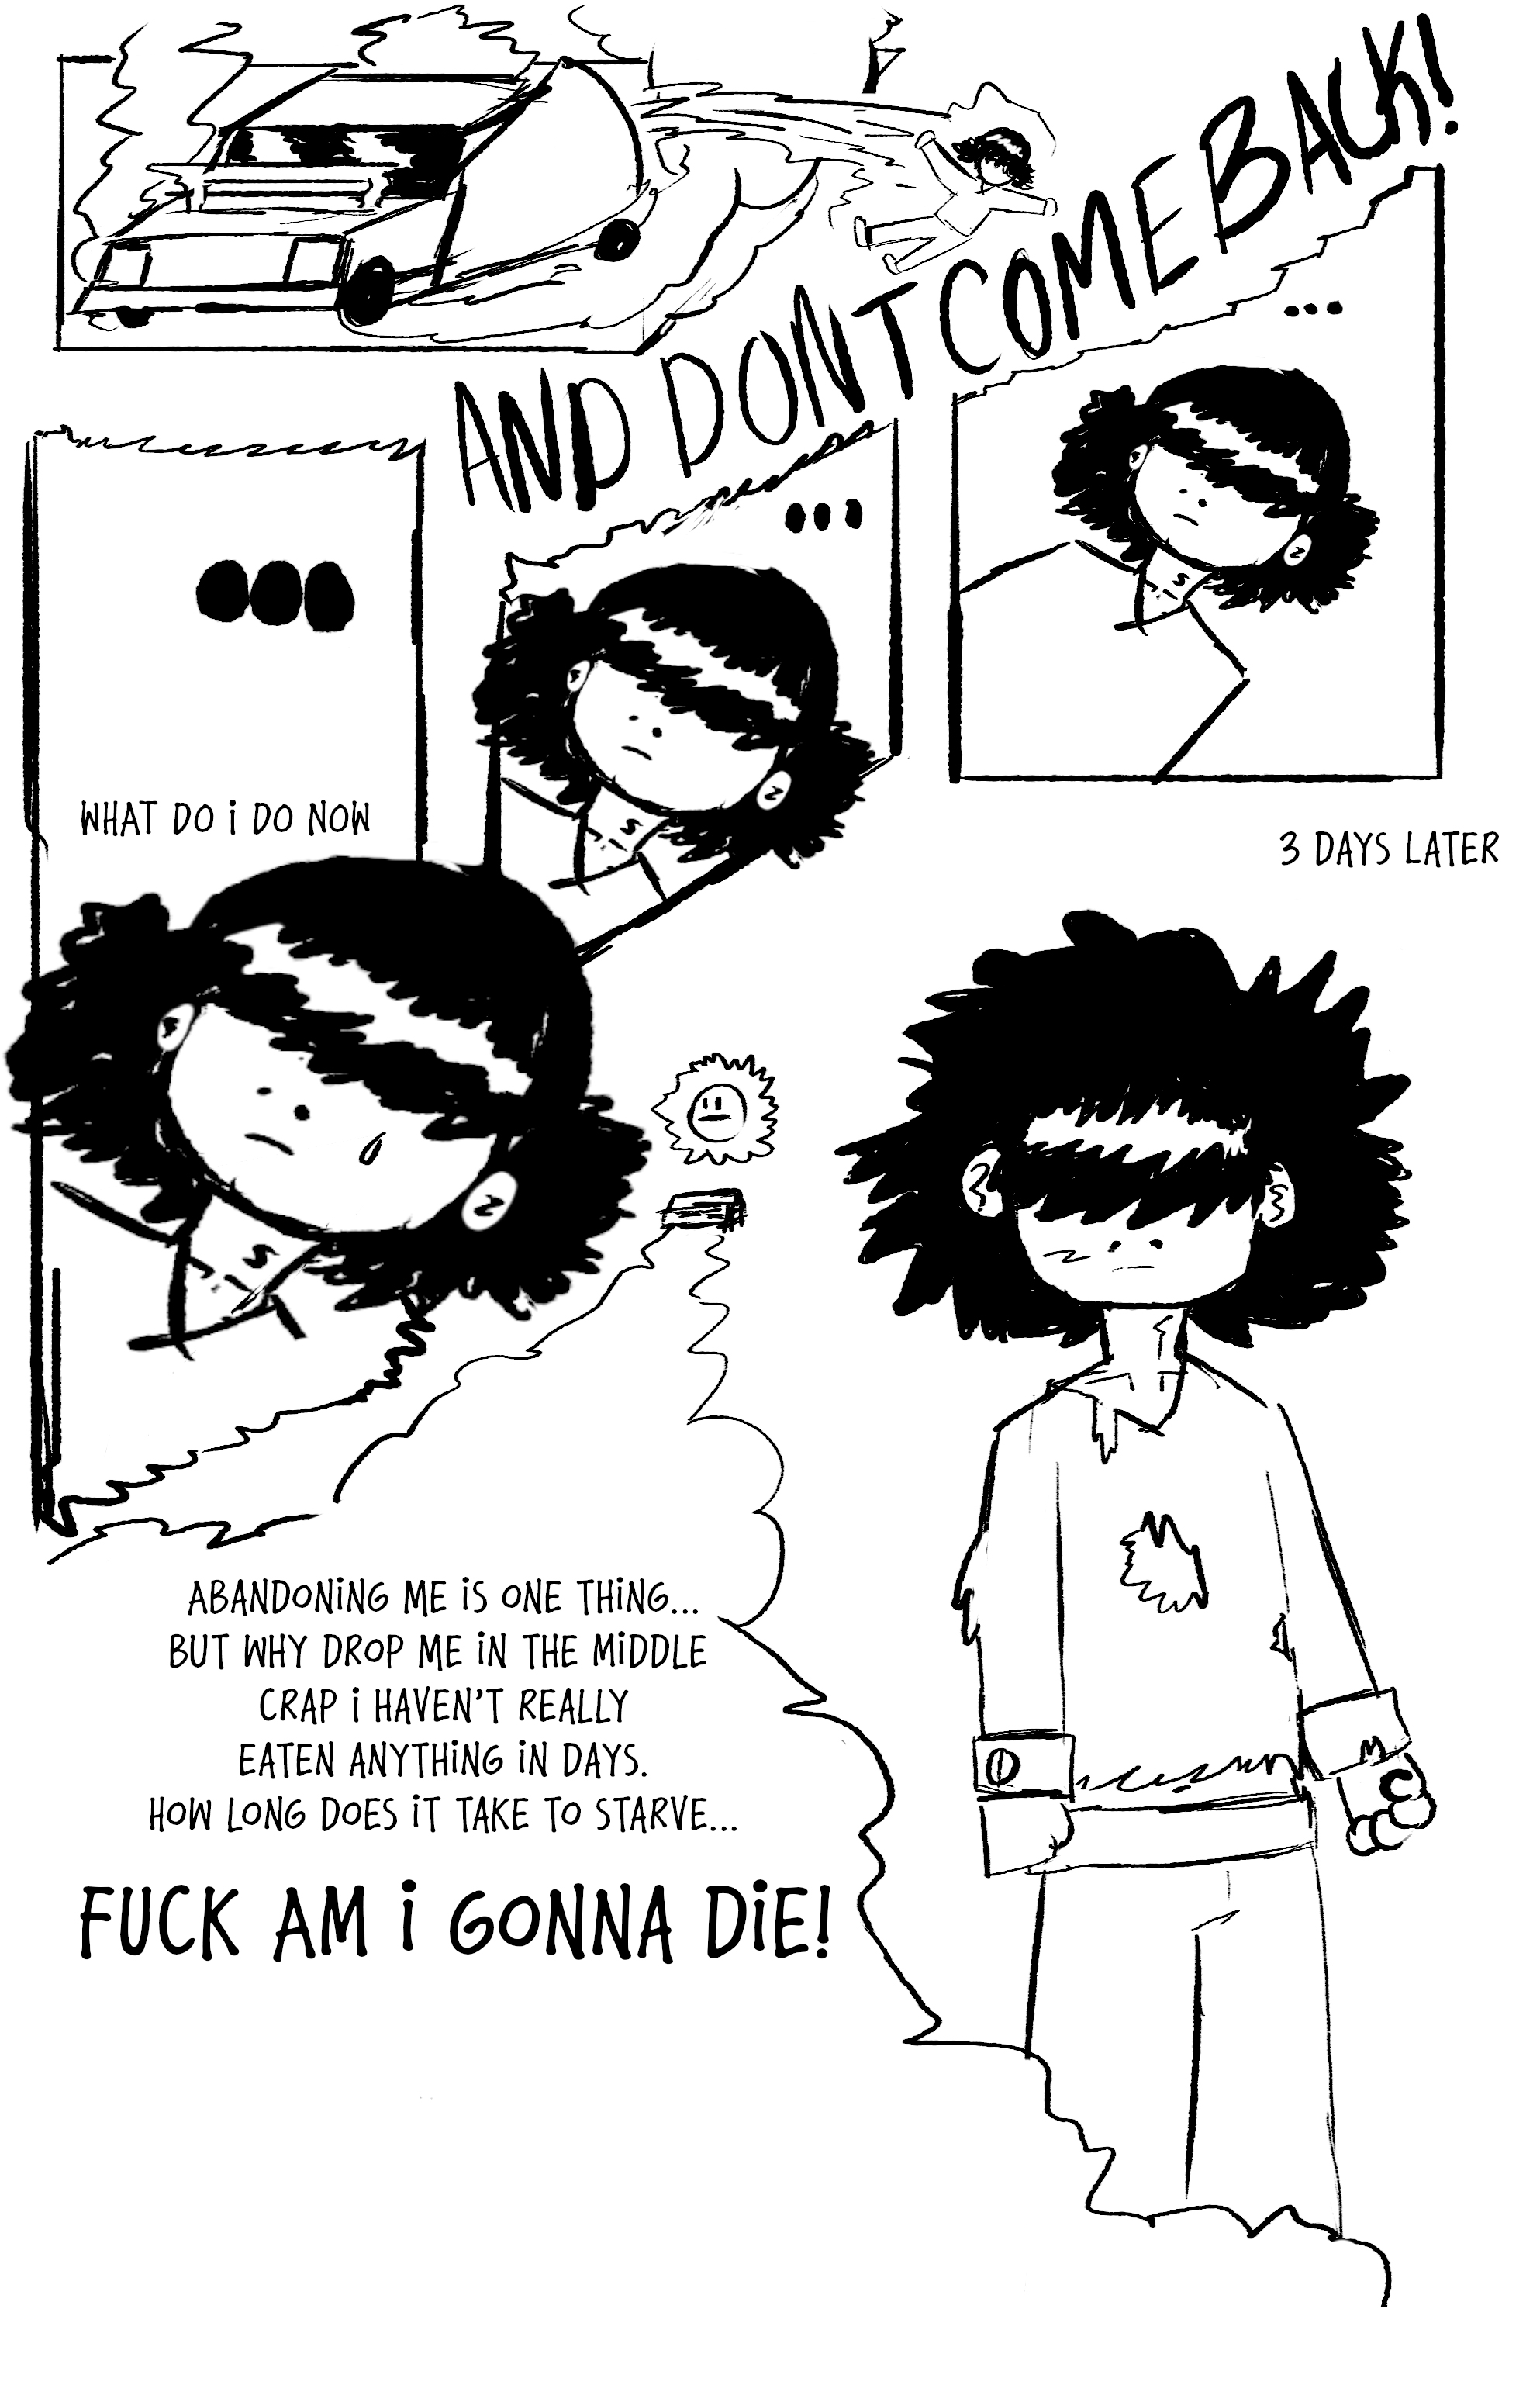 AND DONT COME BACK!
...
...
...
WHAT DO i DO NOW
3 DAYS LATER
ABANDONiNG ME iS ONE THiNG...
BUT WHY DROP ME iN THE MiDDLE
CRAP i HAVEN'T REALLY
EATEN ANYTHiNG iN DAYS.
HOW LONG DOES iT TAKE TO STARVE...
FUCK AM i GONNA DiE!